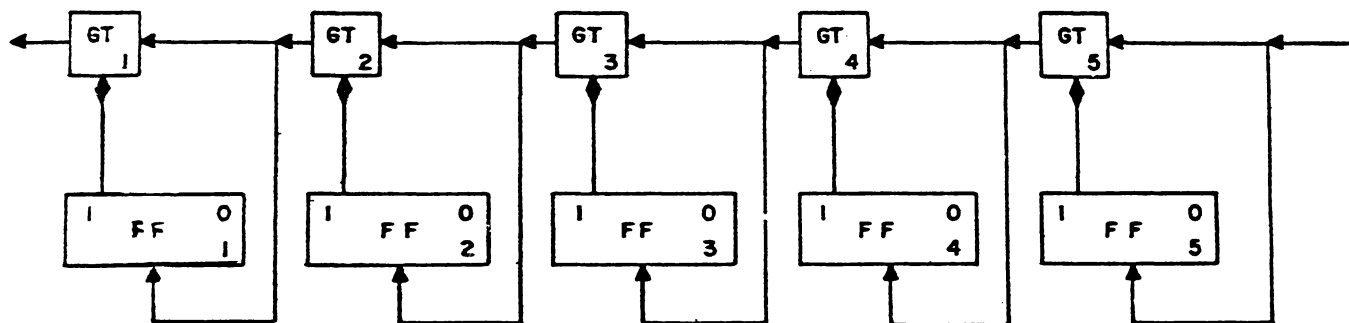 GT 1 GT 2 GT 3 GT 4 GT 5
1 0 1 0 1 0 1 0 1 0
FF FF FF FF FF
1 2 3 4 5